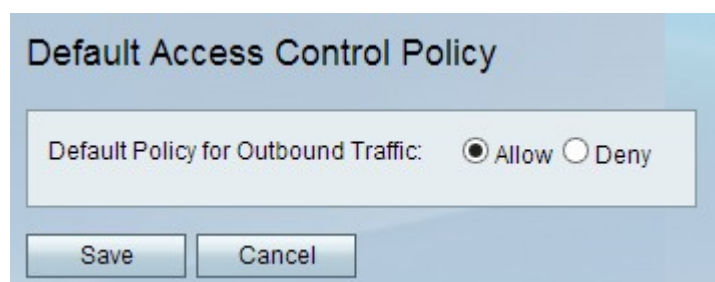 Default Access Control Policy
Default Policy for Outbound Traffic: Allow Deny
Save Cancel